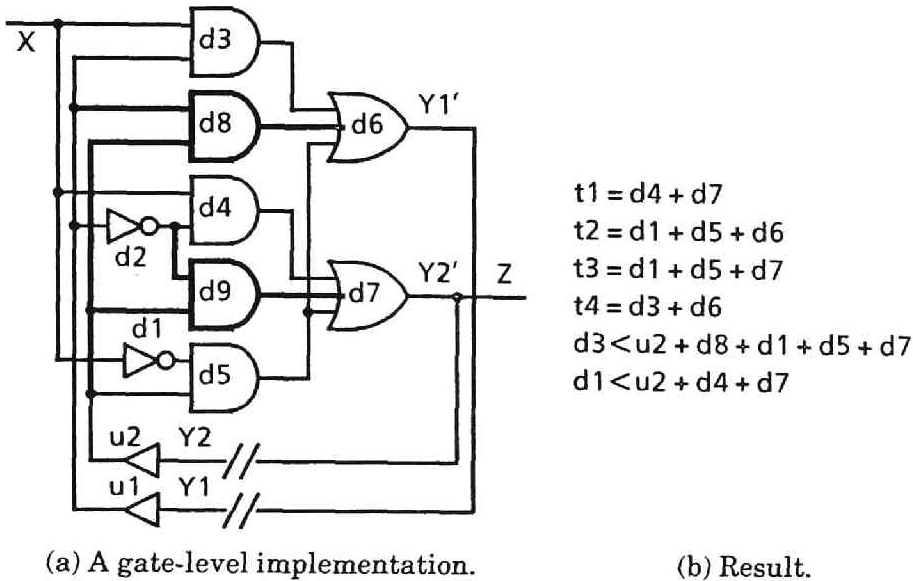 X
d3
d8
d6
Y1′
d4
d2
d9
d7
Y2′
Z
d1
d5
u2
Y2
u1
Y1
t1 = d4 + d7
t2 = d1 + d5 + d6
t3 = d1 + d5 + d7
t4 = d3 + d6
d3 < u2 + d8 + d1 + d5 + d7
d1 < u2 + d4 + d7
(a) A gate-level implementation.
(b) Result.